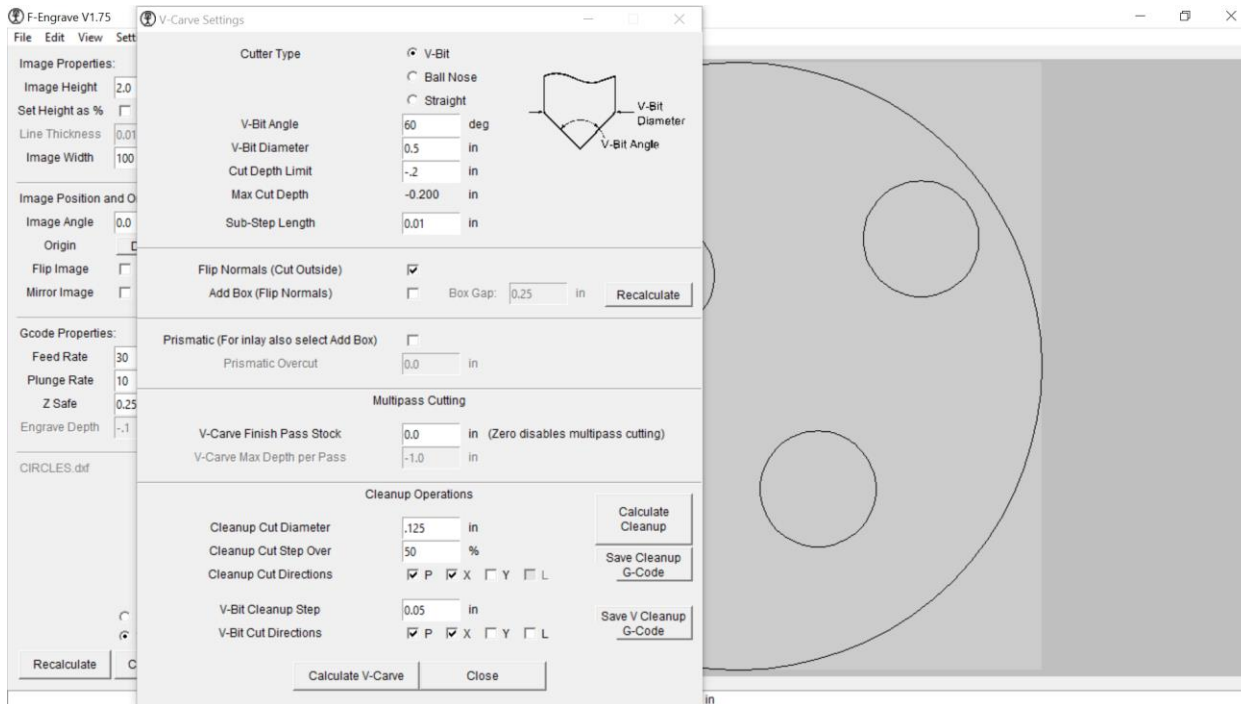 F-Engrave V1.75
File Edit View Sett
Image Properties:
Image Height 2.0
Set Height as %
Line Thickness 0.01
Image Width 100
Image Position and O
Image Angle 0.0
Origin D
Flip Image
Mirror Image
Gcode Properties:
Feed Rate 30
Plunge Rate 10
Z Safe 0.25
Engrave Depth -.1
CIRCLES.dxf
Recalculate C
V-Carve Settings
Cutter Type V-Bit
Ball Nose
Straight
V-Bit Diameter
V-Bit Angle
V-Bit Angle 60 deg
V-Bit Diameter 0.5 in
Cut Depth Limit -.2 in
Max Cut Depth -0.200 in
Sub-Step Length 0.01 in
Flip Normals (Cut Outside)
Add Box (Flip Normals) Box Gap: 0.25 in Recalculate
Prismatic (For inlay also select Add Box)
Prismatic Overcut 0.0 in
Multipass Cutting
V-Carve Finish Pass Stock 0.0 in (Zero disables multipass cutting)
V-Carve Max Depth per Pass -1.0 in
Cleanup Operations
Calculate
Cleanup
Cleanup Cut Diameter .125 in
Cleanup Cut Step Over 50 %
Save Cleanup
G-Code
Cleanup Cut Directions P X Y L
V-Bit Cleanup Step 0.05 in
Save V Cleanup
G-Code
V-Bit Cut Directions P X Y L
Calculate V-Carve Close
in